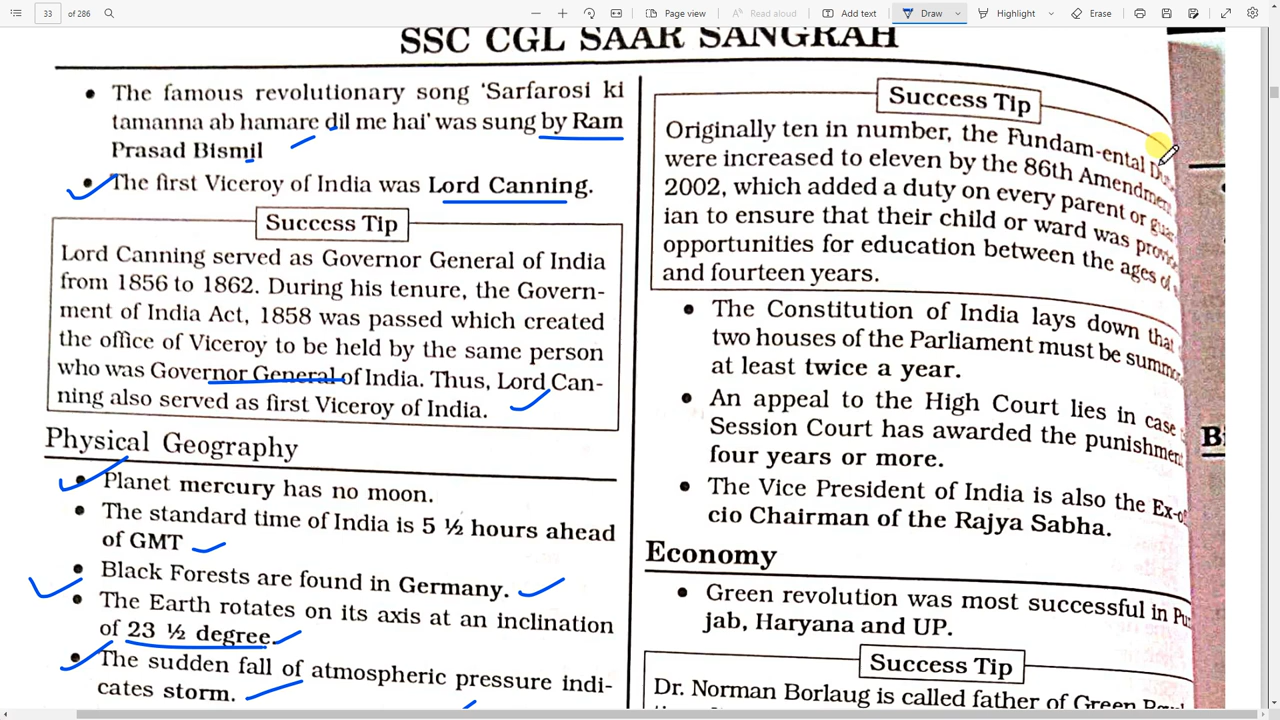 33 of 286
Page view
Read aloud
Add text
Draw
Highlight
Erase
SSC CGL SAAR SANGRAH
• The famous revolutionary song 'Sarfarosi ki
tamanna ab hamare dil me hai' was sung by Ram
Prasad Bismil
• The first Viceroy of India was Lord Canning.
Success Tip
Lord Canning served as Governor General of India
from 1856 to 1862. During his tenure, the Govern-
ment of India Act, 1858 was passed which created
the office of Viceroy to be held by the same person
who was Governor General of India. Thus, Lord Can-
ning also served as first Viceroy of India.
Physical Geography
• Planet mercury has no moon.
• The standard time of India is 5 ½ hours ahead
of GMT
• Black Forests are found in Germany.
• The Earth rotates on its axis at an inclination
of 23 ½ degree.
• The sudden fall of atmospheric pressure indi-
cates storm.
Success Tip
Originally ten in number, the Fundam-ental
were increased to eleven by the 86th
2002, which added a duty on every parent or
ian to ensure that their child or ward was
opportunities for education between the ages of
and fourteen years.
• The Constitution of India lays down that
two houses of the Parliament must be
at least twice a year.
• An appeal to the High Court lies in case
Session Court has awarded the punishment
four years or more.
• The Vice President of India is also the
cio Chairman of the Rajya Sabha.
Economy
• Green revolution was most successful in
jab, Haryana and UP.
Success Tip
Dr. Norman Borlaug is called father of Green